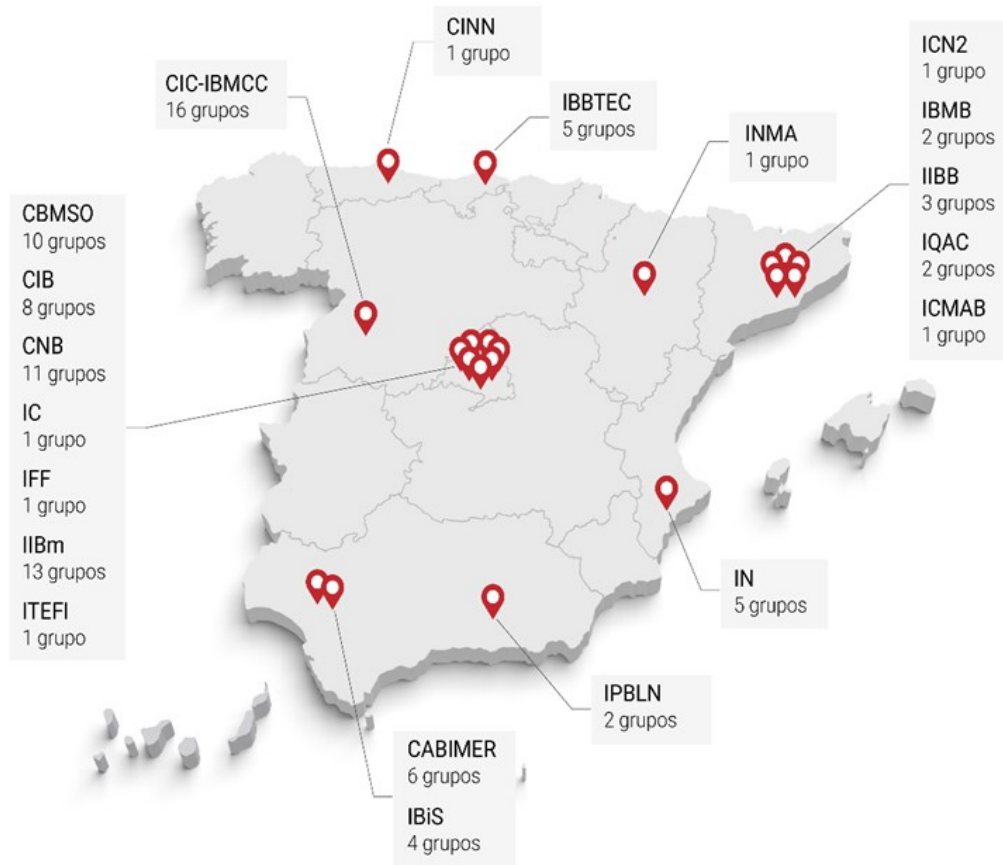 CINN
1 grupo
CIC-IBMCC
16 grupos
IBBTEC
5 grupos
INMA
1 grupo
ICN2
1 grupo
IBMB
2 grupos
IIBB
3 grupos
IQAC
2 grupos
ICMAB
1 grupo
CBMSO
10 grupos
CIB
8 grupos
CNB
11 grupos
IC
1 grupo
IFF
1 grupo
IIBm
13 grupos
ITEFI
1 grupo
IN
5 grupos
IPBLN
2 grupos
CABIMER
6 grupos
IBiS
4 grupos